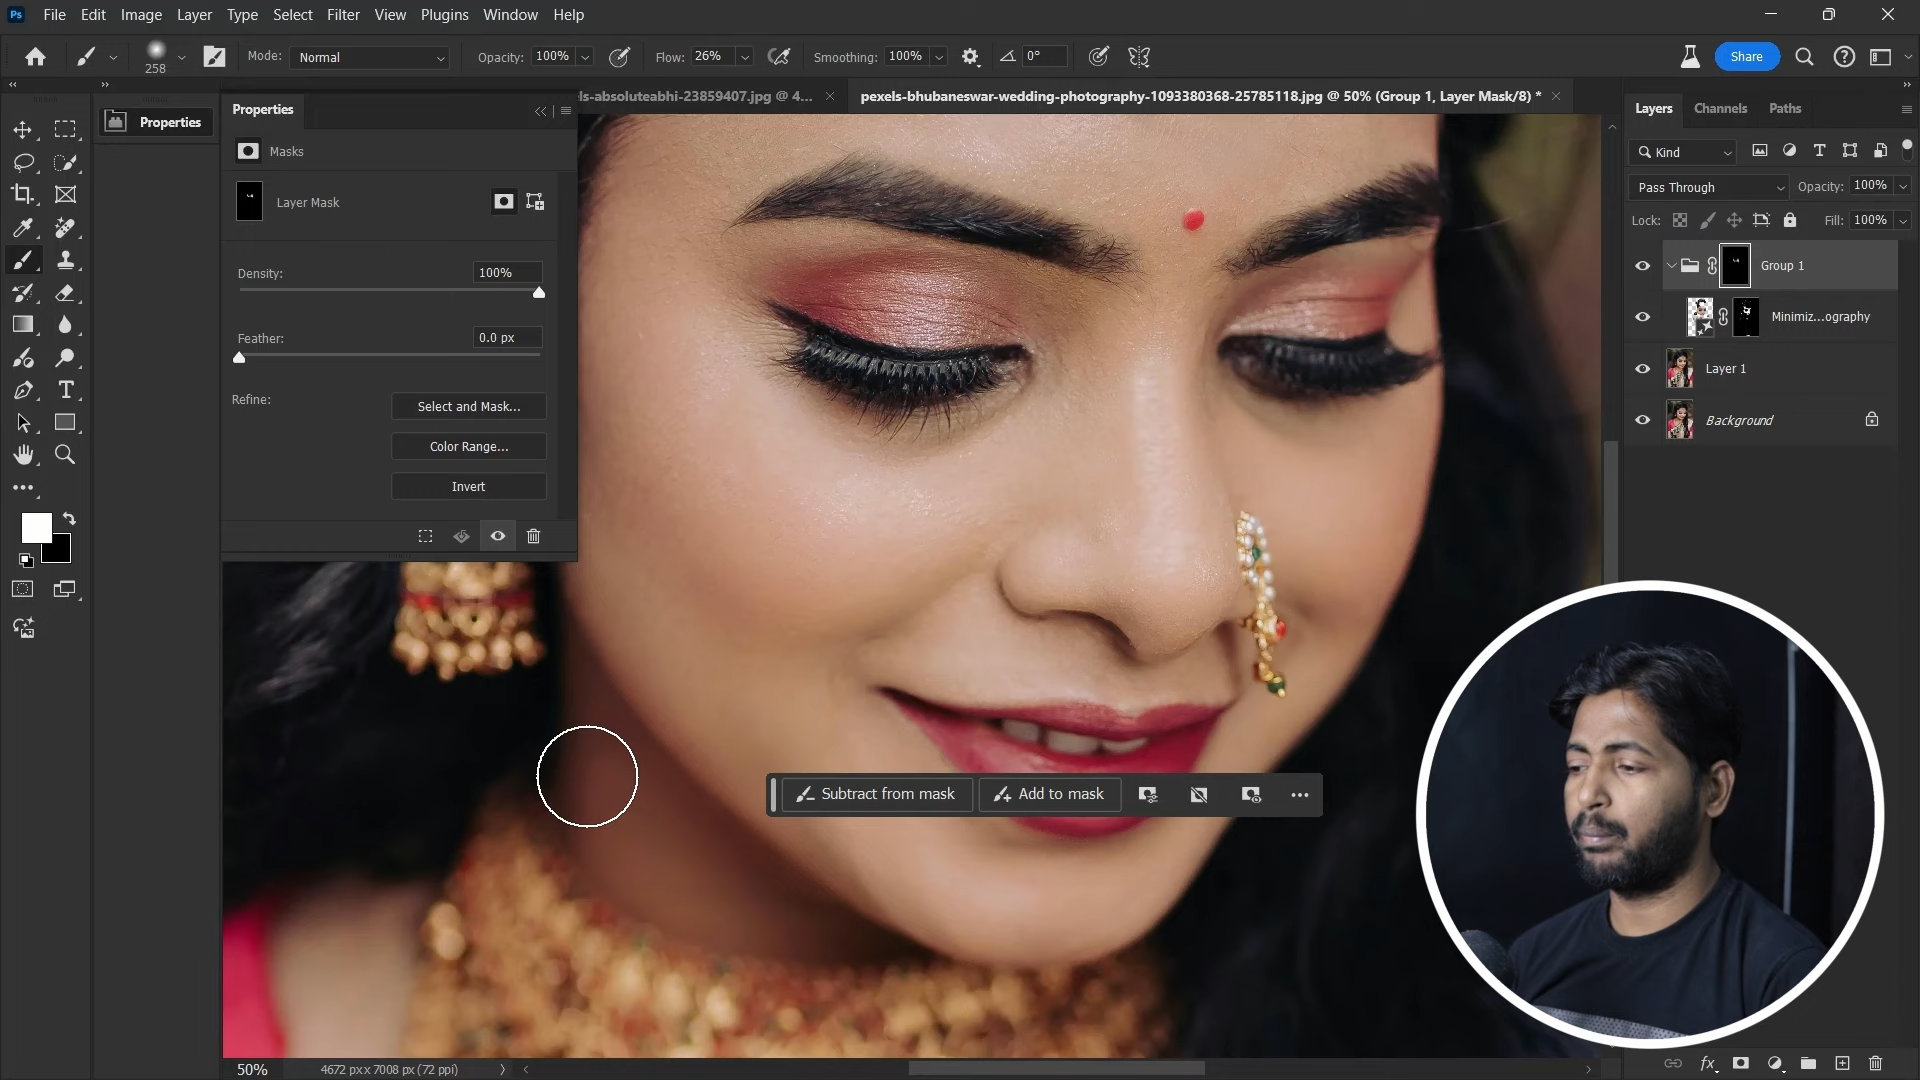 Ps File Edit Image Layer Type Select Filter View Plugins Window Help
258 Mode: Normal Opacity: 100% Flow: 26% Smoothing: 100% 0° Share
Properties
Properties
Masks
Layer Mask
Density: 100%
Feather: 0.0 px
Refine:
Select and Mask...
Color Range...
Invert
ls-absoluteabhi-23859407.jpg @ 4...
pexels-bhubaneswar-wedding-photography-1093380368-25785118.jpg @ 50% (Group 1, Layer Mask/8) *
Subtract from mask Add to mask
Layers Channels Paths
Kind
Pass Through Opacity: 100%
Lock: Fill: 100%
Group 1
Minimiz...ography
Layer 1
Background
50% 4672 px x 7008 px (72 ppi)